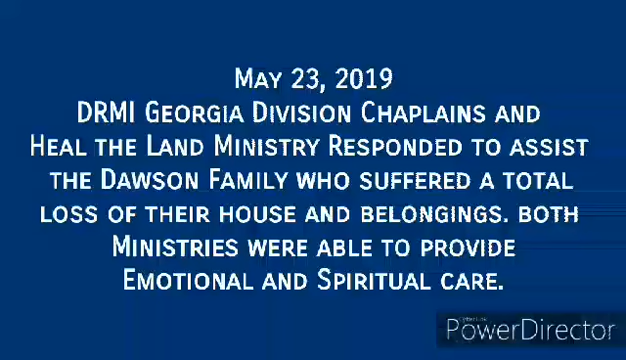 May 23, 2019
DRMI Georgia Division Chaplains and
Heal the Land Ministry Responded to assist
the Dawson Family who suffered a total
loss of their house and belongings. both
Ministries were able to provide
Emotional and Spiritual care.
CyberLink
PowerDirector